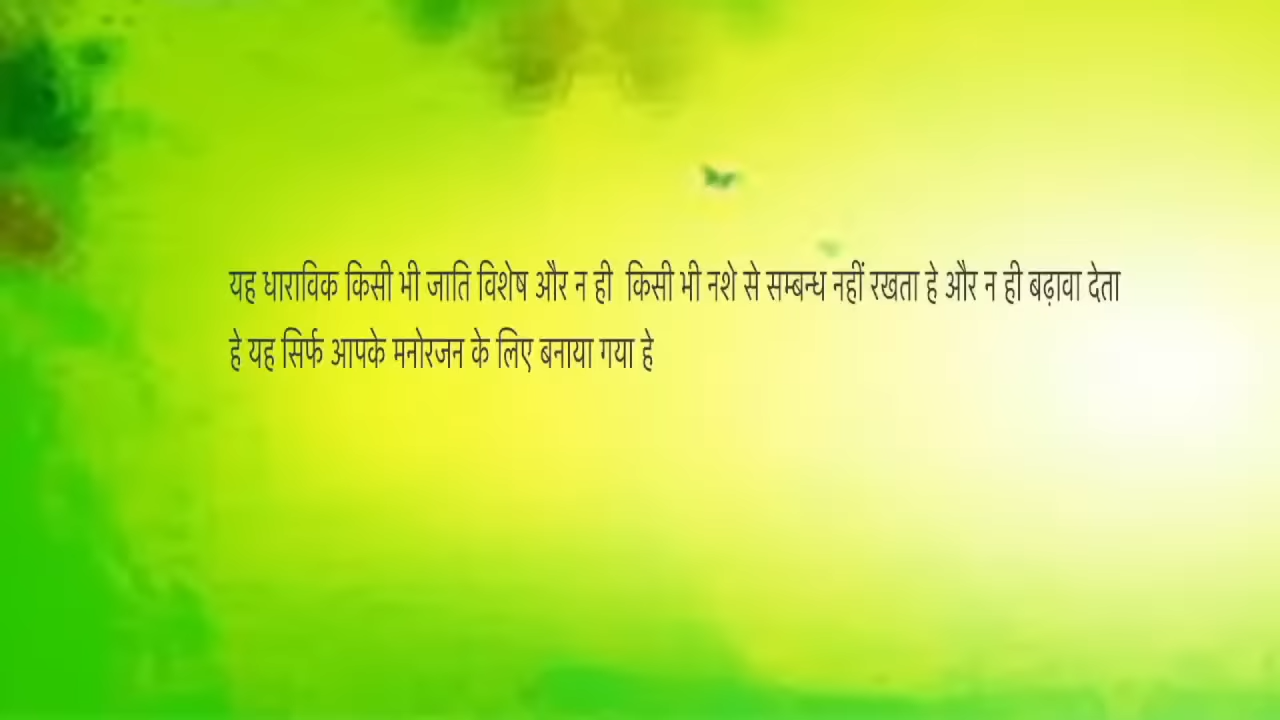 यह धाराविक किसी भी जाति विशेष और न ही किसी भी नशे से सम्बन्ध नहीं रखता हे और न ही बढ़ावा देता
हे यह सिर्फ आपके मनोरजन के लिए बनाया गया हे